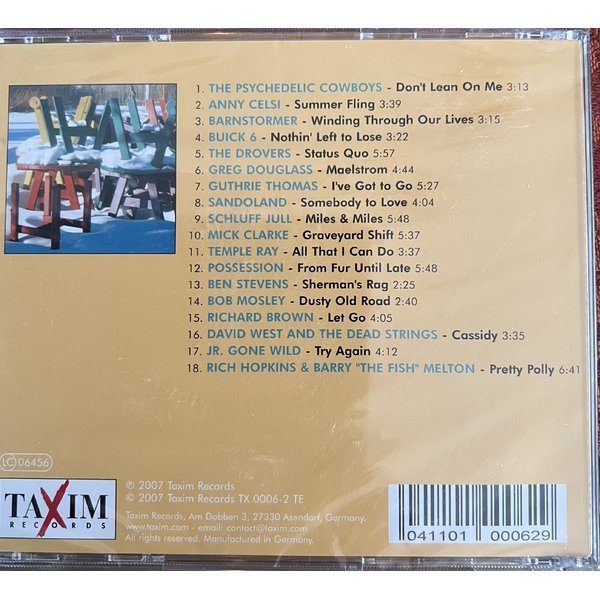 1. THE PSYCHEDELIC COWBOYS - Don't Lean On Me 3:13
2. ANNY CELSI - Summer Fling 3:39
3. BARNSTORMER - Winding Through Our Lives 3:15
4. BUICK 6 - Nothin' Left to Lose 3:22
5. THE DROVERS - Status Quo 5:57
6. GREG DOUGLASS - Maelstrom 4:44
7. GUTHRIE THOMAS - I've Got to Go 5:27
8. SANDOLAND - Somebody to Love 4:04
9. SCHLUFF JULL - Miles & Miles 5:48
10. MICK CLARKE - Graveyard Shift 5:37
11. TEMPLE RAY - All That I Can Do 3:37
12. POSSESSION - From Fur Until Late 5:48
13. BEN STEVENS - Sherman's Rag 2:25
14. BOB MOSLEY - Dusty Old Road 2:40
15. RICHARD BROWN - Let Go 4:05
16. DAVID WEST AND THE DEAD STRINGS - Cassidy 3:35
17. JR. GONE WILD - Try Again 4:12
18. RICH HOPKINS & BARRY "THE FISH" MELTON - Pretty Polly 6:41
LC 06456
TAXIM
RECORDS
℗ 2007 Taxim Records
© 2007 Taxim Records TX 0006-2 TE
Taxim Records, Am Dobben 3, 27330 Asendorf, Germany.
www.taxim.com - email: contact@taxim.com
All rights reserved. Manufactured in Germany.
041101 000629